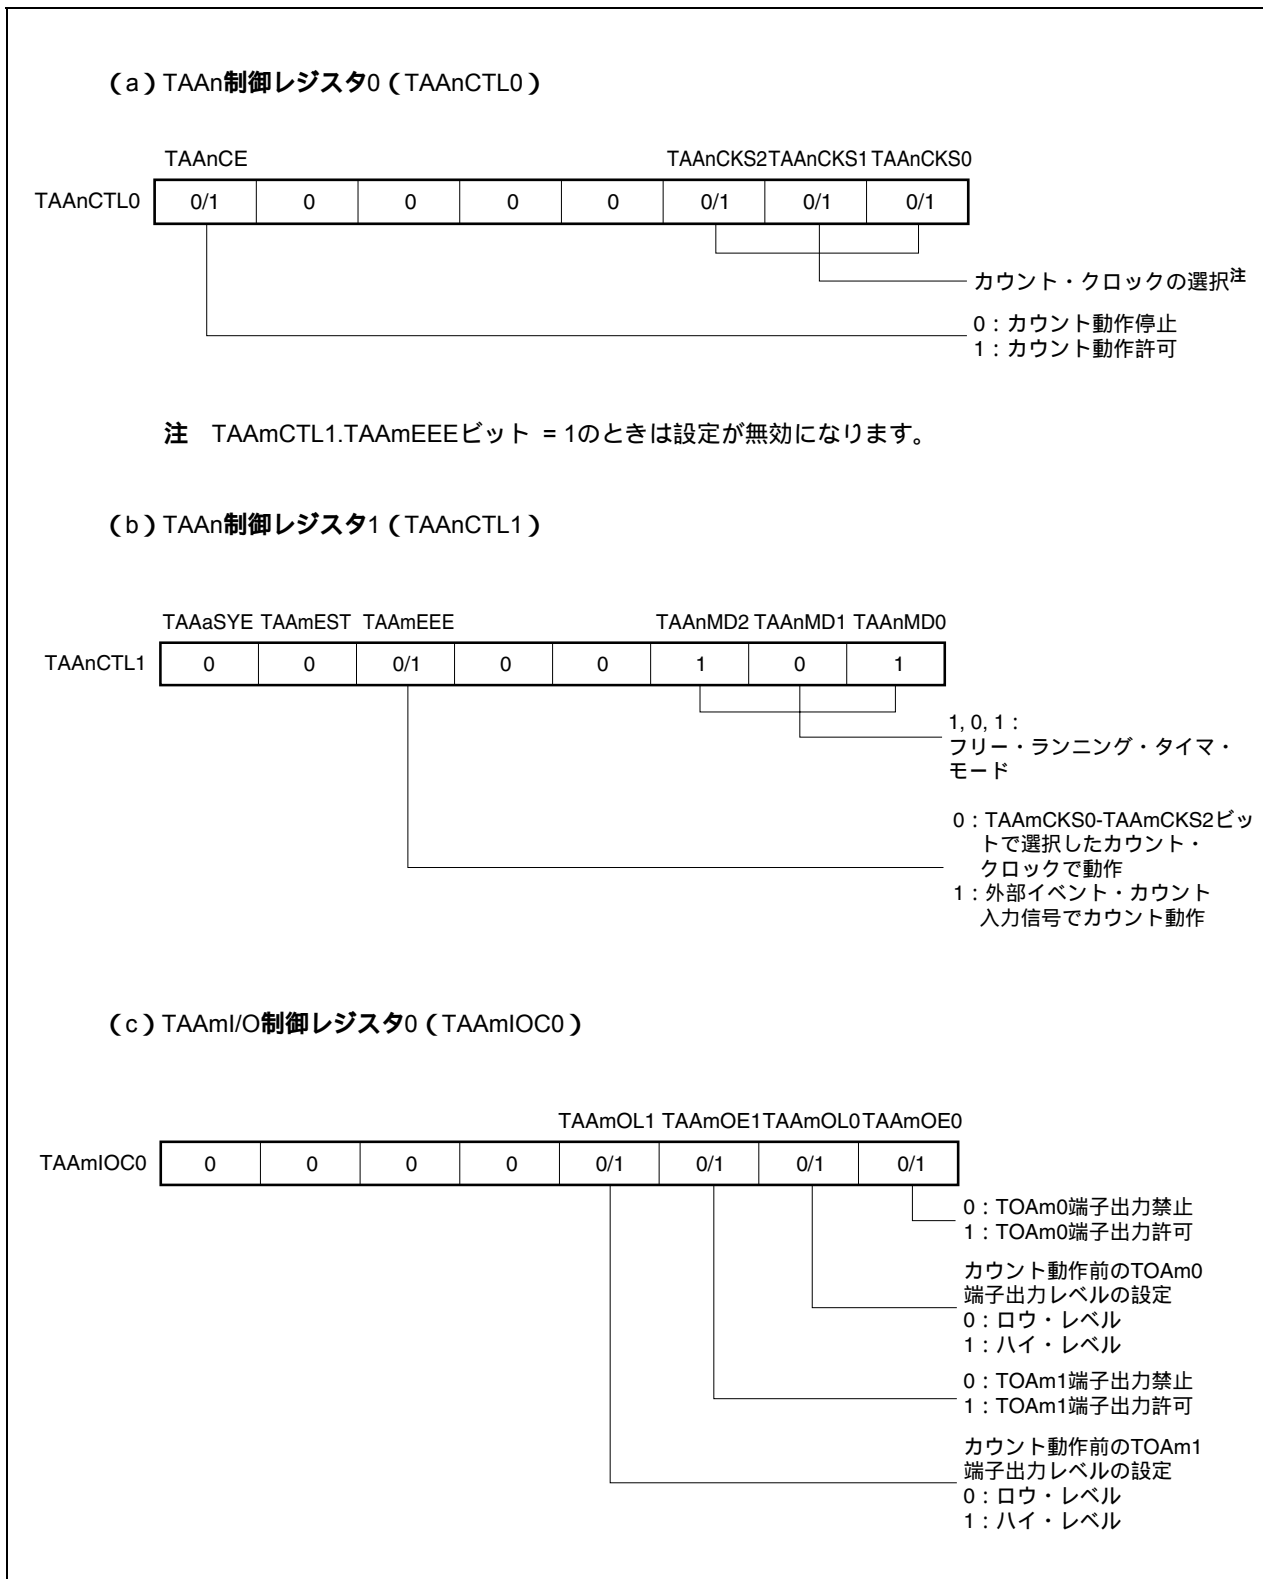 （a）TAAn制御レジスタ0（TAAnCTL0）
TAAnCE TAAnCKS2 TAAnCKS1 TAAnCKS0
TAAnCTL0 0/1 0 0 0 0 0/1 0/1 0/1
カウント・クロックの選択注
0：カウント動作停止
1：カウント動作許可
注 TAAmCTL1.TAAmEEEビット = 1のときは設定が無効になります。
（b）TAAn制御レジスタ1（TAAnCTL1）
TAAaSYE TAAmEST TAAmEEE TAAnMD2 TAAnMD1 TAAnMD0
TAAnCTL1 0 0 0/1 0 0 1 0 1
1, 0, 1：
フリー・ランニング・タイマ・
モード
0：TAAmCKS0-TAAmCKS2ビッ
トで選択したカウント・
クロックで動作
1：外部イベント・カウント
入力信号でカウント動作
（c）TAAmI/O制御レジスタ0（TAAmIOC0）
TAAmOL1 TAAmOE1 TAAmOL0 TAAmOE0
TAAmIOC0 0 0 0 0 0/1 0/1 0/1 0/1
0：TOAm0端子出力禁止
1：TOAm0端子出力許可
カウント動作前のTOAm0
端子出力レベルの設定
0：ロウ・レベル
1：ハイ・レベル
0：TOAm1端子出力禁止
1：TOAm1端子出力許可
カウント動作前のTOAm1
端子出力レベルの設定
0：ロウ・レベル
1：ハイ・レベル